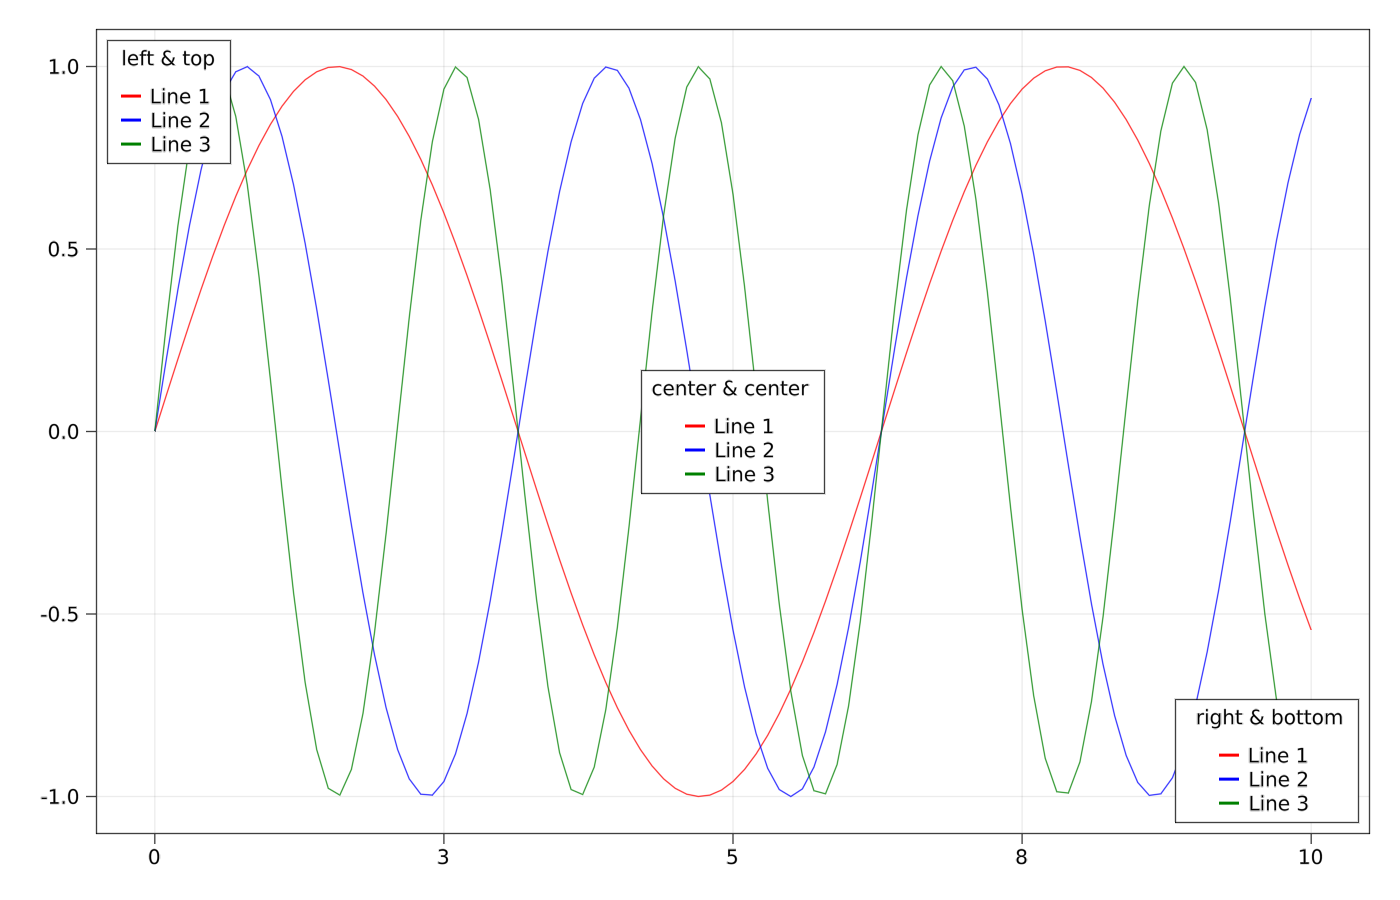 left & top
Line 1
Line 2
Line 3
center & center
Line 1
Line 2
Line 3
right & bottom
Line 1
Line 2
Line 3
1.0
0.5
0.0
-0.5
-1.0
0 3 5 8 10